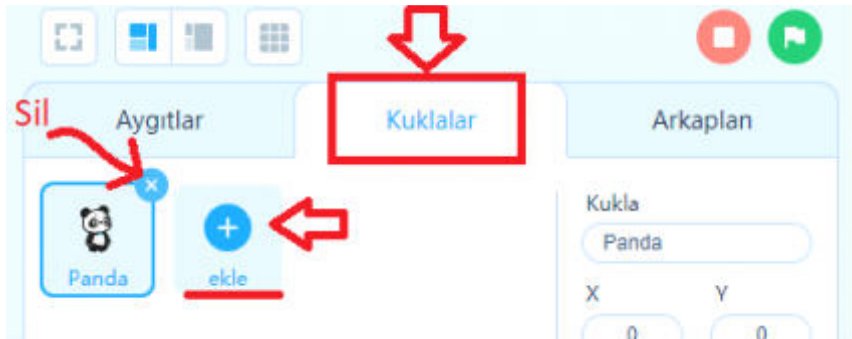 Sil
Aygıtlar
Kuklalar
Arkaplan
Panda
ekle
Kukla
Panda
X Y
0 0